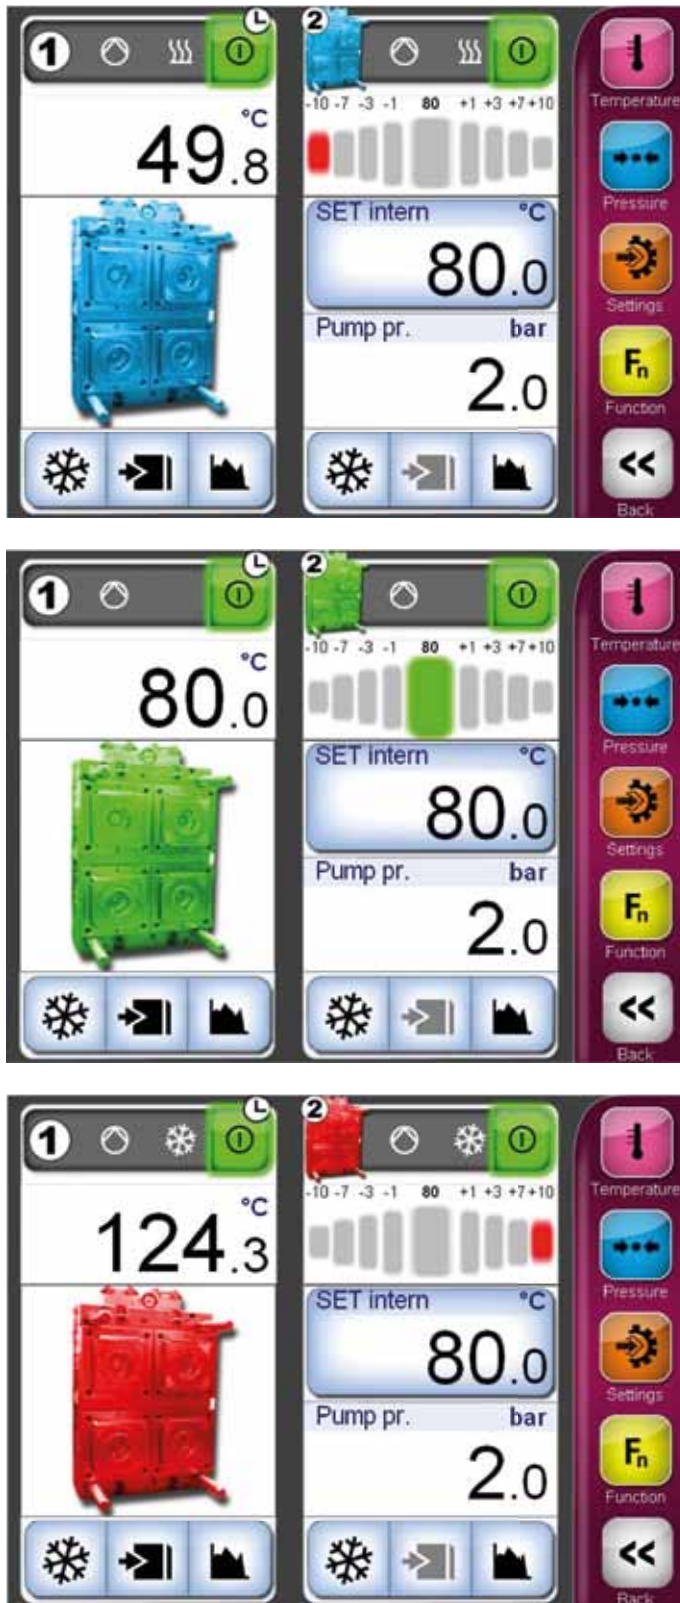 1
2
-10 -7 -3 -1 80 +1 +3 +7 +10
°C
49.8
SET intern °C
80.0
Pump pr. bar
2.0
Temperature
Pressure
Settings
Fn
Function
<<
Back
1
2
-10 -7 -3 -1 80 +1 +3 +7 +10
°C
80.0
SET intern °C
80.0
Pump pr. bar
2.0
Temperature
Pressure
Settings
Fn
Function
<<
Back
1
2
-10 -7 -3 -1 80 +1 +3 +7 +10
°C
124.3
SET intern °C
80.0
Pump pr. bar
2.0
Temperature
Pressure
Settings
Fn
Function
<<
Back